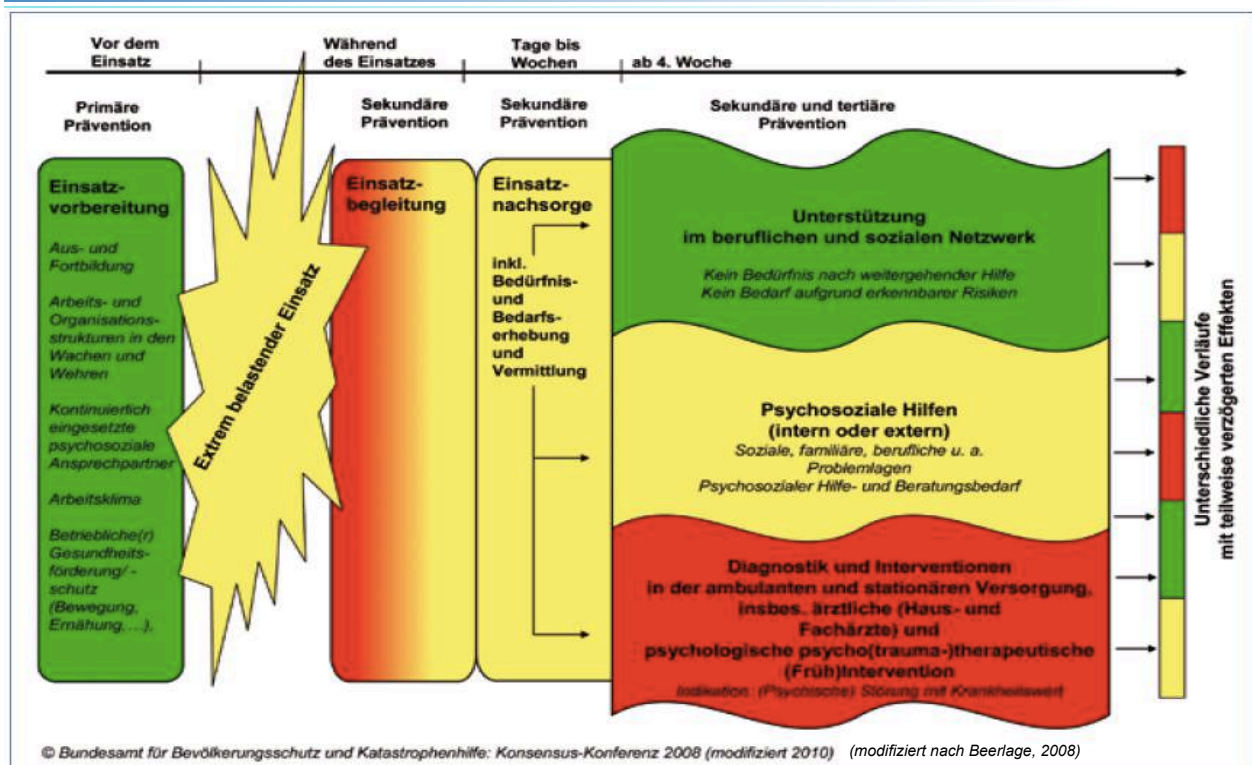 Vor dem
Einsatz
Während
des Einsatzes
Tage bis
Wochen
ab 4. Woche
Primäre
Prävention
Sekundäre
Prävention
Sekundäre
Prävention
Sekundäre und tertiäre
Prävention
Einsatz-
vorbereitung
Aus- und
Fortbildung
Arbeits- und
Organisations-
strukturen in den
Wachen und
Wehren
Kontinuierlich
eingesetzte
psychosoziale
Ansprechpartner
Arbeitsklima
Betriebliche(r)
Gesundheits-
förderung/ -
schutz
(Bewegung,
Ernährung, …),
Extrem belastender Einsatz
Einsatz-
begleitung
Einsatz-
nachsorge
inkl.
Bedürfnis-
und
Bedarfs-
erhebung
und
Vermittlung
Unterstützung
im beruflichen und sozialen Netzwerk
Kein Bedürfnis nach weitergehender Hilfe
Kein Bedarf aufgrund erkennbarer Risiken
Psychosoziale Hilfen
(intern oder extern)
Soziale, familiäre, berufliche u. a.
Problemlagen
Psychosozialer Hilfe- und Beratungsbedarf
Diagnostik und Interventionen
in der ambulanten und stationären Versorgung,
insbes. ärztliche (Haus- und
Fachärzte) und
psychologische psycho(trauma-)therapeutische
(Früh)Intervention
Indikation: (Psychische) Störung mit Krankheitswert
Unterschiedliche Verläufe
mit teilweise verzögerten Effekten
© Bundesamt für Bevölkerungsschutz und Katastrophenhilfe: Konsensus-Konferenz 2008 (modifiziert 2010) (modifiziert nach Beerlage, 2008)